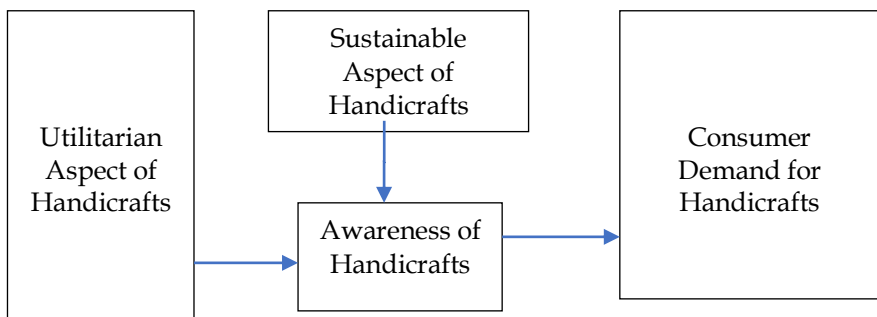 Utilitarian
Aspect of
Handicrafts
Sustainable
Aspect of
Handicrafts
Awareness of
Handicrafts
Consumer
Demand for
Handicrafts